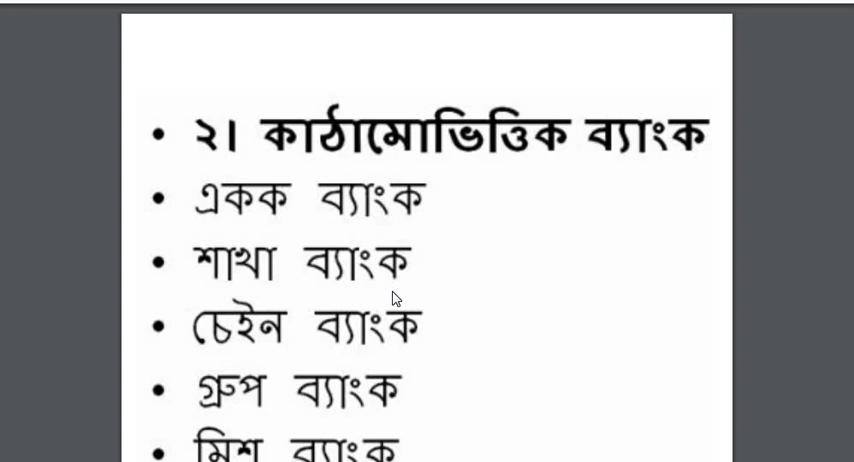 • ২। কাঠামোভিত্তিক ব্যাংক
• একক ব্যাংক
• শাখা ব্যাংক
• চেইন ব্যাংক
• গ্রুপ ব্যাংক
• মিশ্র ব্যাংক